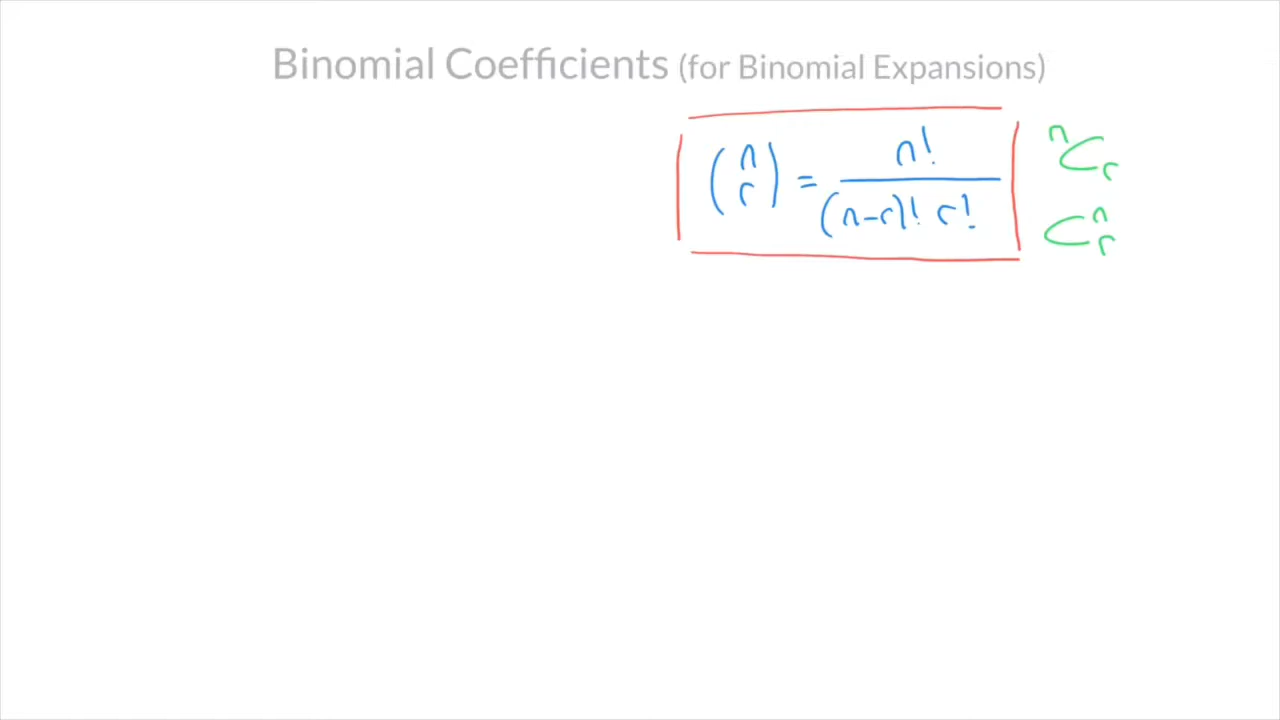 Binomial Coefficients (for Binomial Expansions)
(n r) = n! / (n-r)! r!
nCr
Cnr